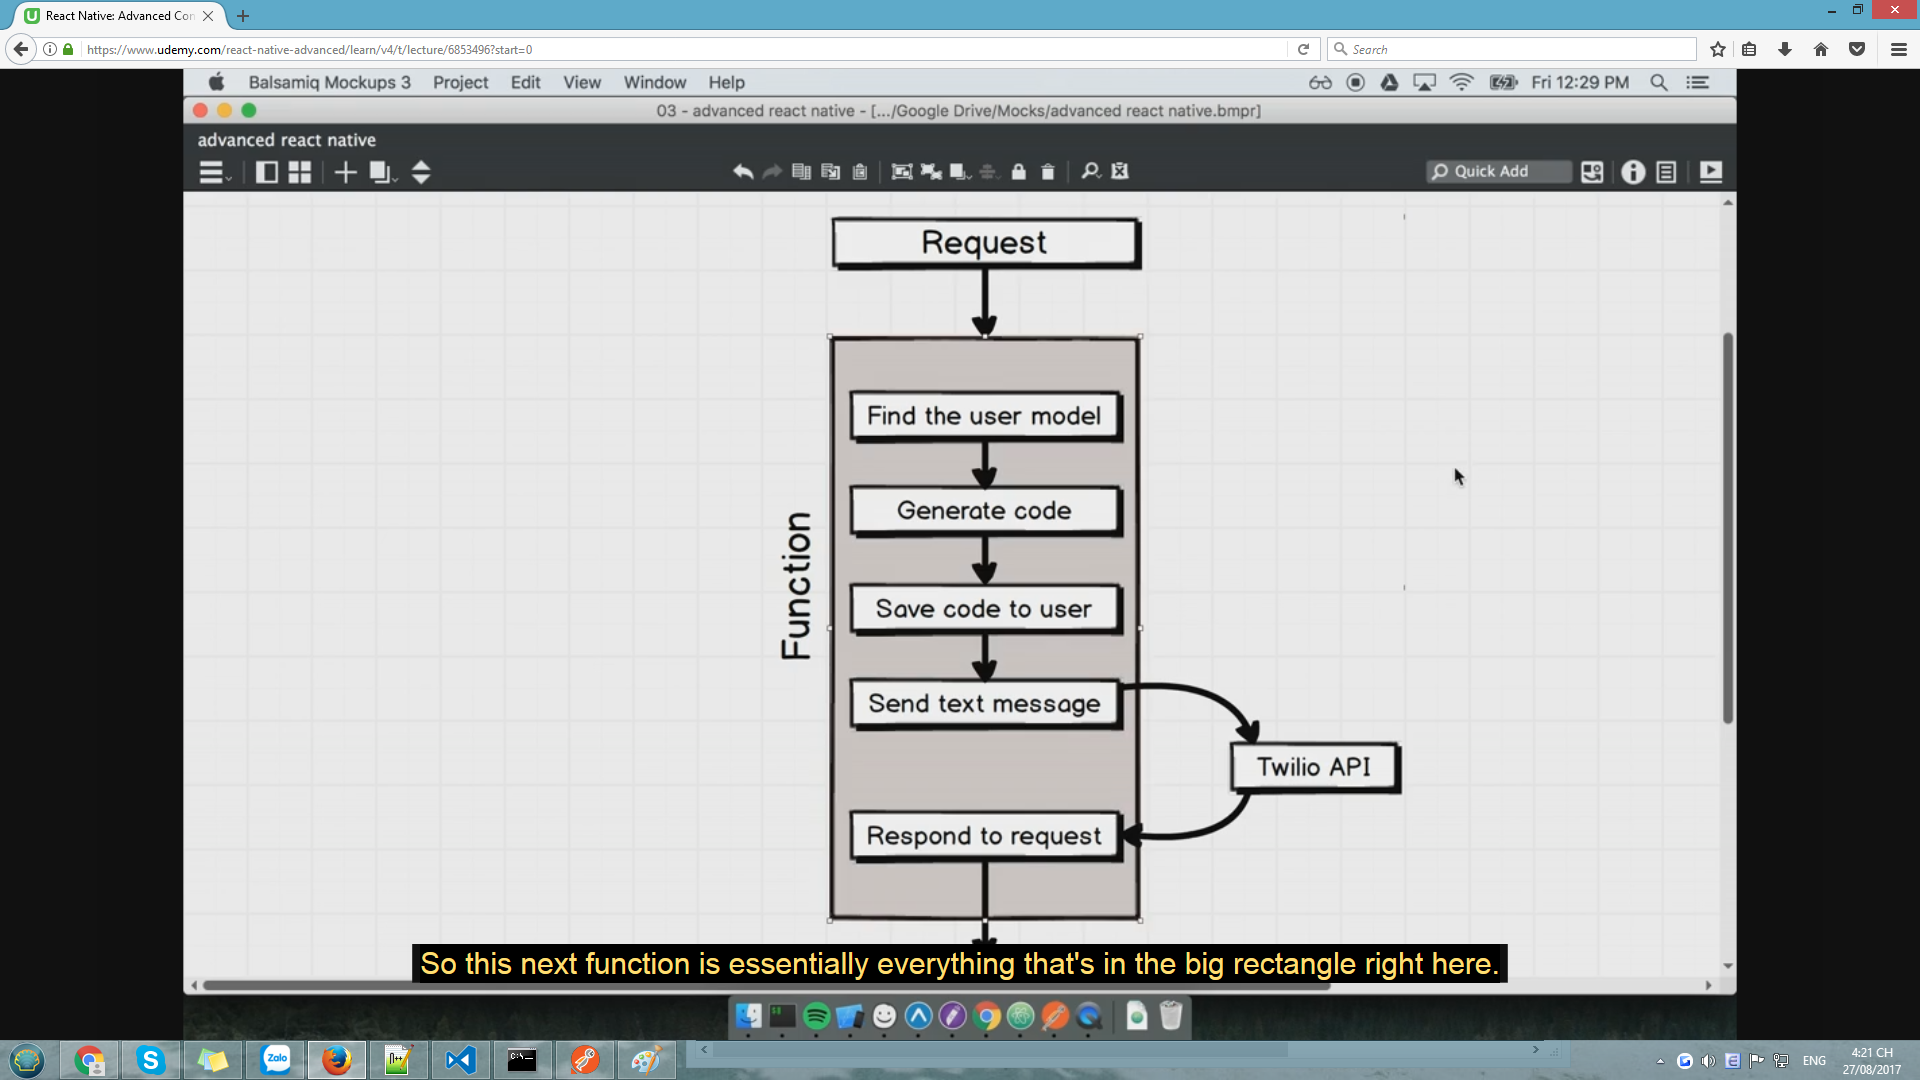 React Native: Advanced Con
https://www.udemy.com/react-native-advanced/learn/v4/t/lecture/6853496?start=0
Search
Balsamiq Mockups 3 Project Edit View Window Help Fri 12:29 PM
03 - advanced react native - [.../Google Drive/Mocks/advanced react native.bmpr]
advanced react native
Quick Add
Request
Function
Find the user model
Generate code
Save code to user
Send text message
Twilio API
Respond to request
So this next function is essentially everything that's in the big rectangle right here.
Zalo
ENG
4:21 CH
27/08/2017